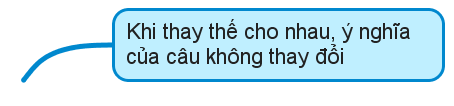 Khi thay thế cho nhau, ý nghĩa
của câu không thay đổi